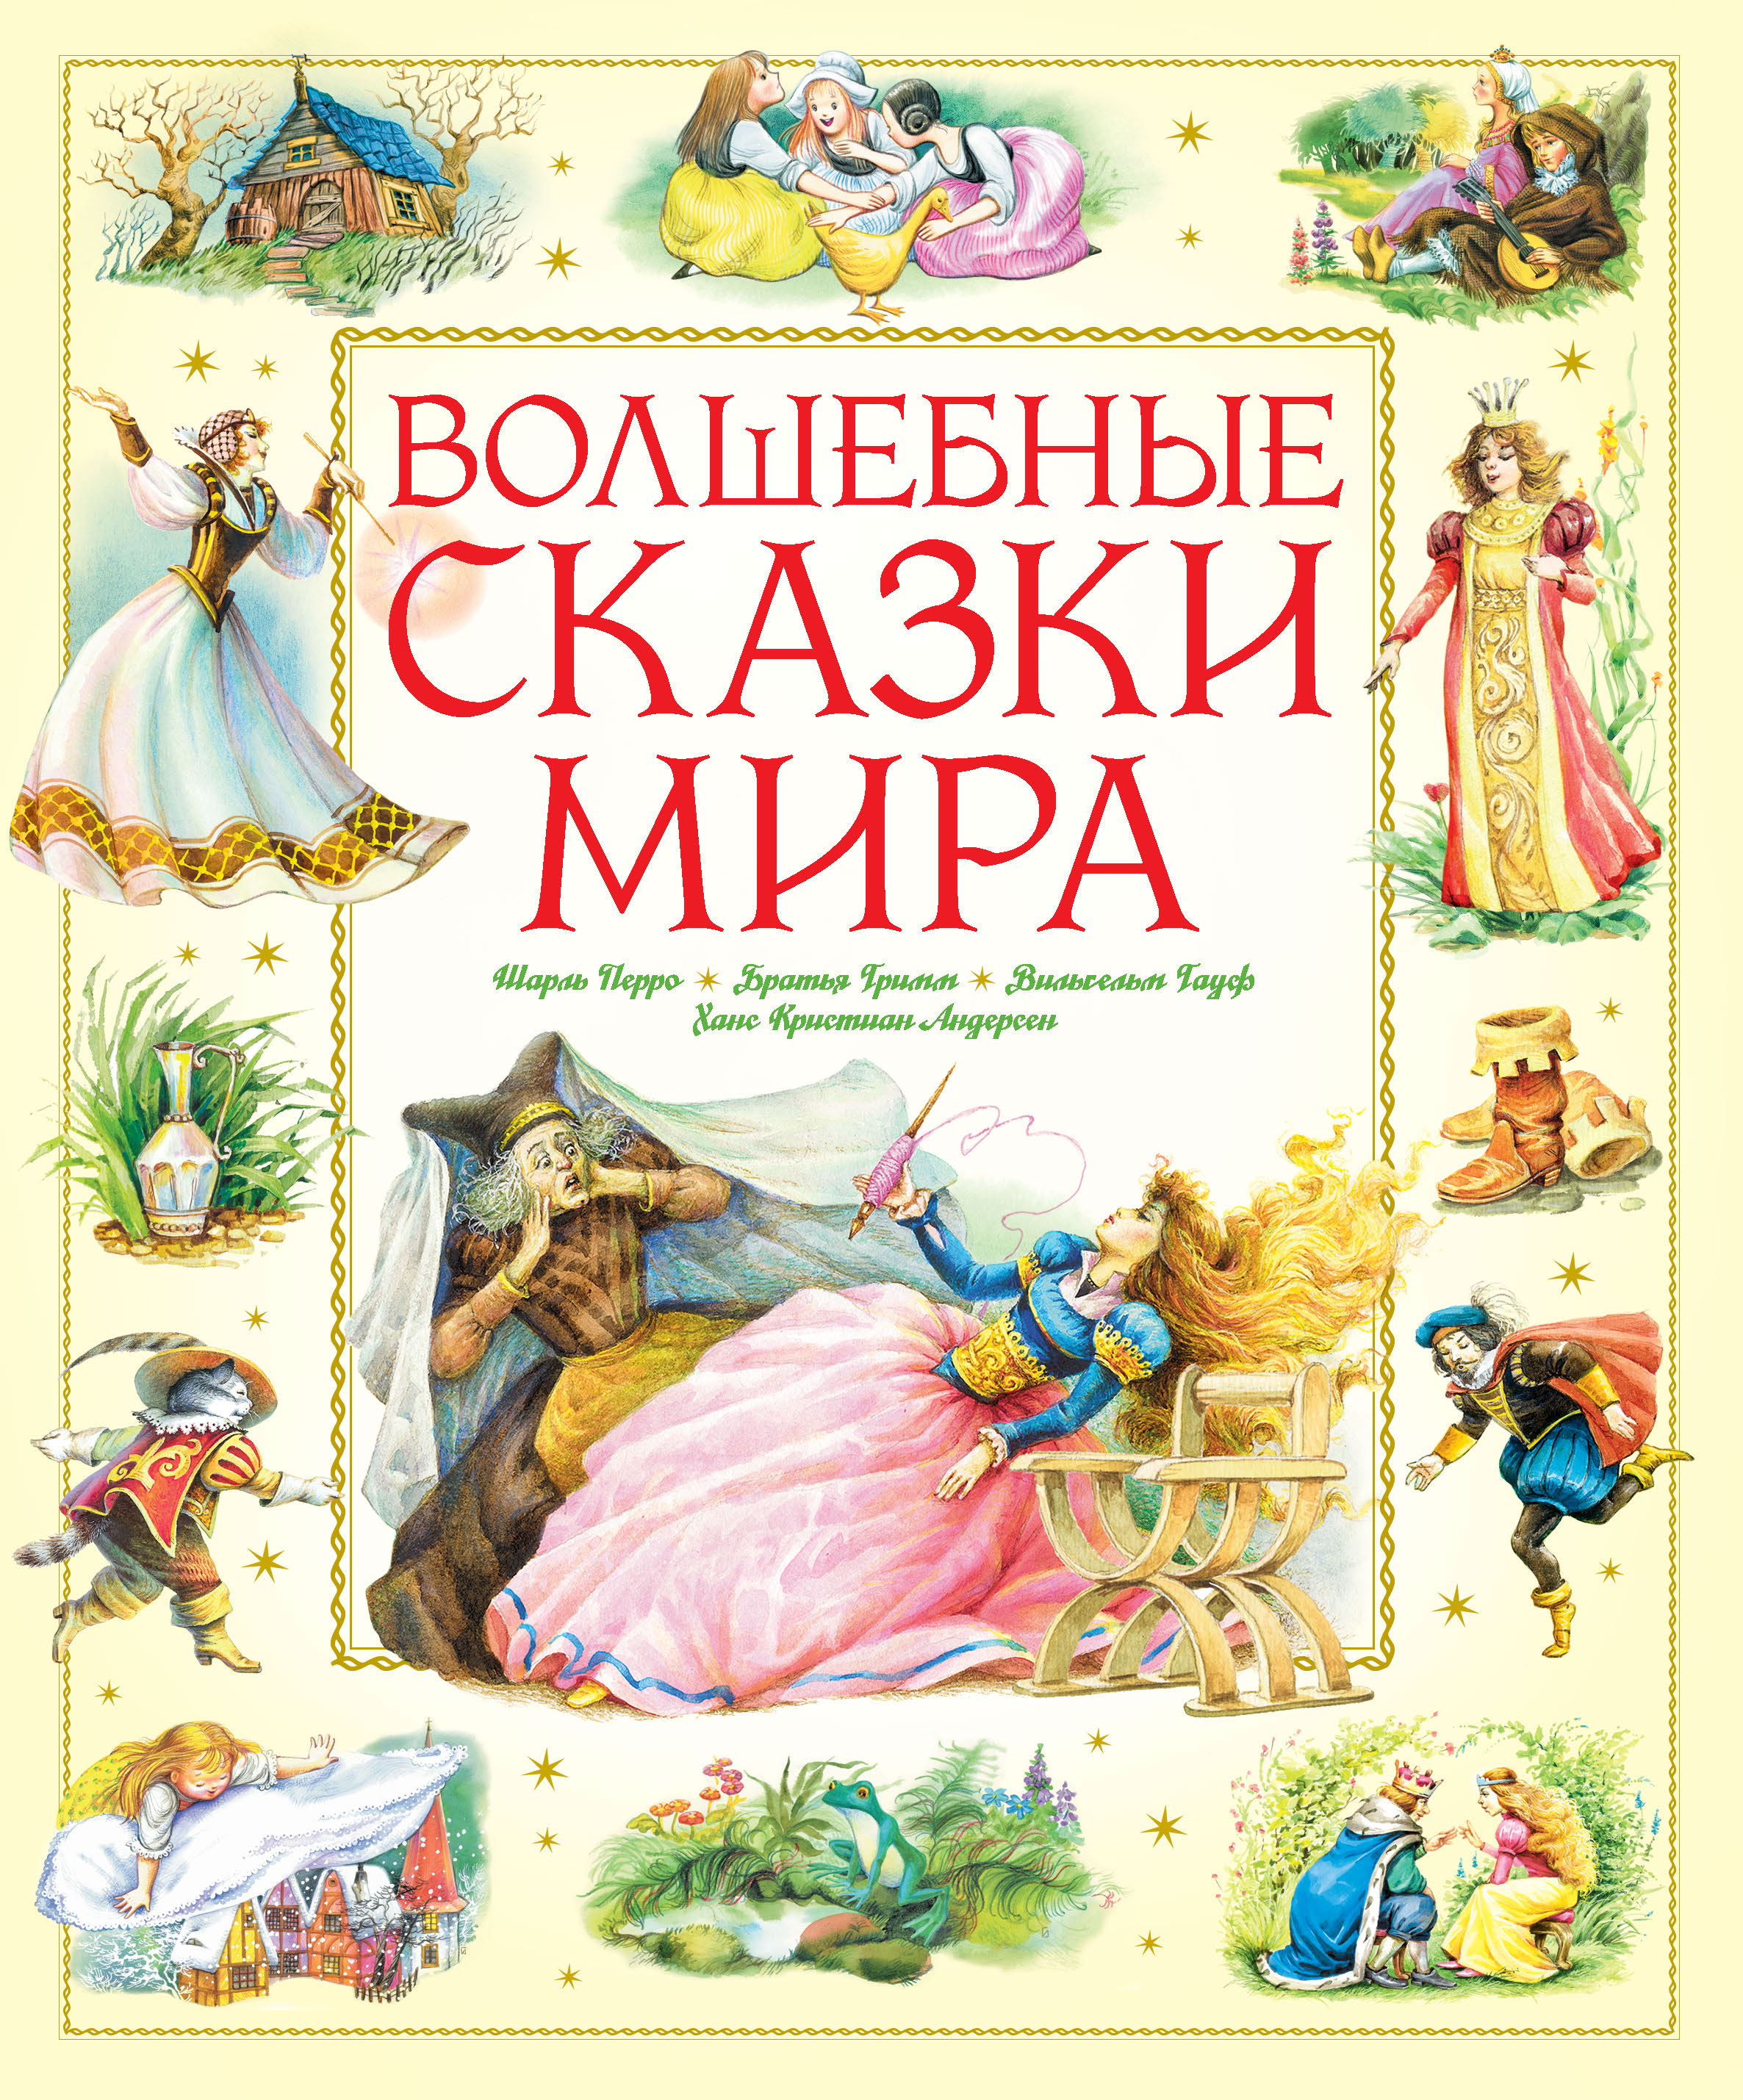 ВОЛШЕБНЫЕ
СКАЗКИ
МИРА
Шарль Перро ✶ Братья Гримм ✶ Вильгельм Гауф
Ханс Кристиан Андерсен